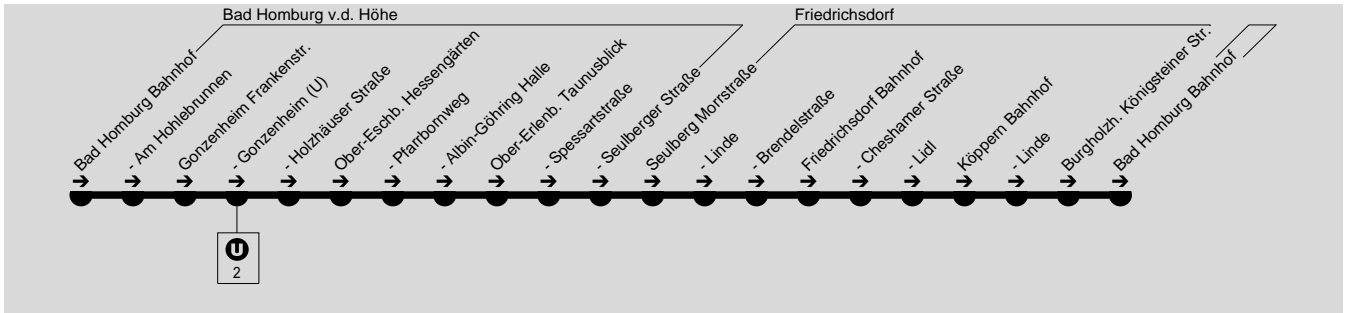 Bad Homburg v.d. Höhe
Friedrichsdorf
Bad Homburg Bahnhof
- Am Hohlebrunnen
Gonzenheim Frankenstr.
- Gonzenheim (U)
- Holzhäuser Straße
Ober-Eschb. Hessengärten
- Pfarbornweg
- Albin-Göhring Halle
Ober-Erlenb. Taunusblick
- Spessartstraße
- Seulberger Straße
Seulberg Morrstraße
- Linde
- Brendelstraße
Friedrichsdorf Bahnhof
- Cheshamer Straße
- Lidl
Köppern Bahnhof
- Linde
Burgholzh. Königsteiner Str.
Bad Homburg Bahnhof
U
2